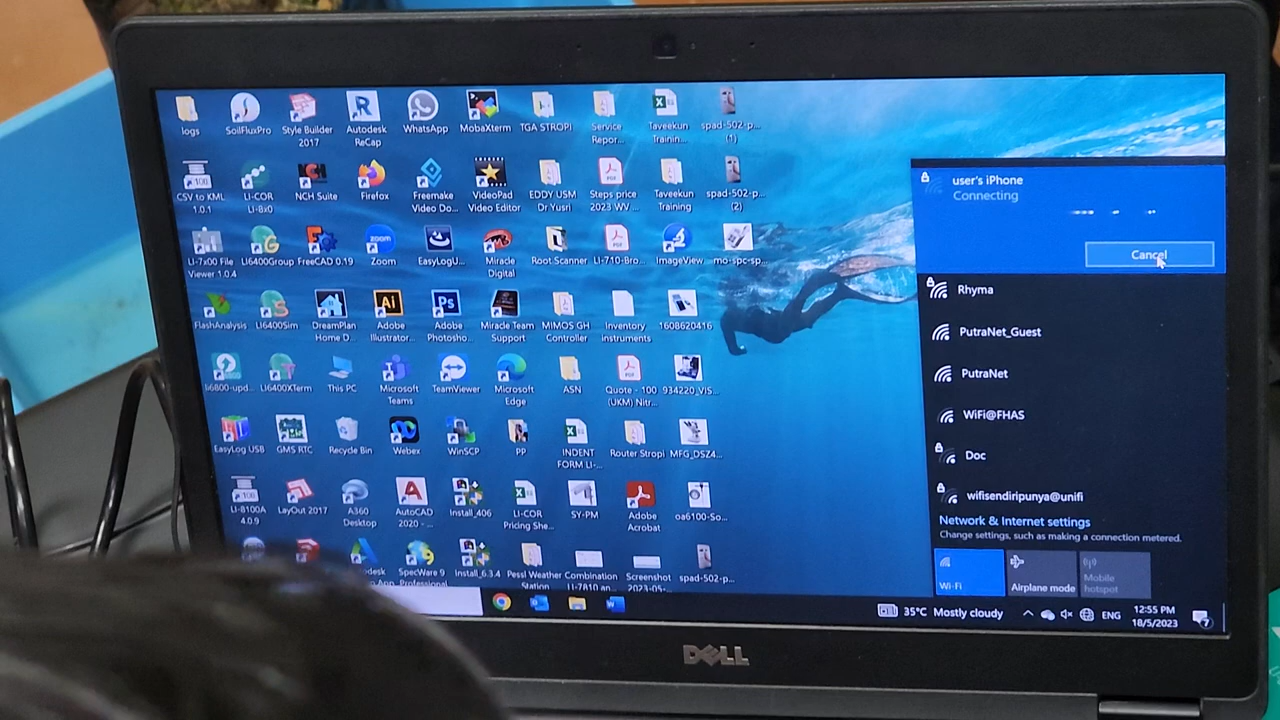 logs
SoilFluxPro
Style Builder
2017
Autodesk
ReCap
WhatsApp
MobaXterm
TGA STROPI
Service
Repor...
Taveekun
Trainin...
spad-502-p...
(1)
CSV to KML
1.0.1
LI-COR
LI-8x0
NCH Suite
Firefox
Freemake
Video Do...
VideoPad
Video Editor
EDDY USM
Dr Yusri
Steps price
2023 WV ...
Taveekun
Training
spad-502-p...
(2)
LI-7x00 File
Viewer 1.0.4
LI6400Group
FreeCAD 0.19
zoom
Zoom
EasyLogU...
Miracle
Digital
Root Scanner
LI-710-Bro...
ImageView
mo-spc-sp...
FlashAnalysis
LI6400Sim
DreamPlan
Home D...
Ai
Adobe
Illustrator...
Ps
Adobe
Photosho...
Miracle Team
Support
MIMOS GH
Controller
Inventory
instruments
1608620416
li6800-upd...
LI6400XTerm
This PC
Microsoft
Teams
TeamViewer
Microsoft
Edge
ASN
Quote - 100
(UKM) Nitr...
934220_VIS...
EasyLog USB
GMS RTC
Recycle Bin
Webex
WinSCP
PP
INDENT
FORM LI-...
Router Stropi
MFG_DSZ4...
LI-8100A
4.0.9
LayOut 2017
A360
Desktop
AutoCAD
2020 - ...
Install_406
LI-COR
Pricing She...
SY-PM
Adobe
Acrobat
oa6100-So...
SpecWare 9
Professional
Install_6.3.4
Pessl Weather
Station
Combination
LI-7810 an...
Screenshot
2023-05-...
spad-502-p...
user's iPhone
Connecting
Cancel
Rhyma
PutraNet_Guest
PutraNet
WiFi@FHAS
Doc
wifisendiripunya@unifi
Network & Internet settings
Change settings, such as making a connection metered.
Wi-Fi
Airplane mode
Mobile
hotspot
35°C Mostly cloudy
ENG
12:55 PM
18/5/2023
7
DELL